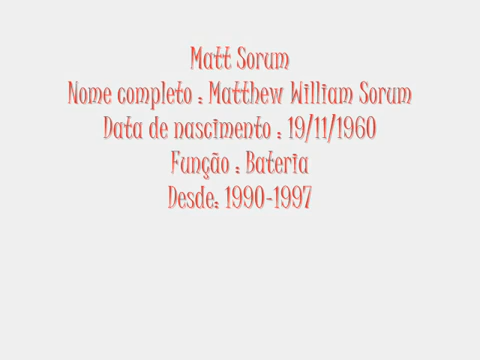 Matt Sorum
Nome completo : Matthew William Sorum
Data de nascimento : 19/11/1960
Função : Bateria
Desde: 1990-1997